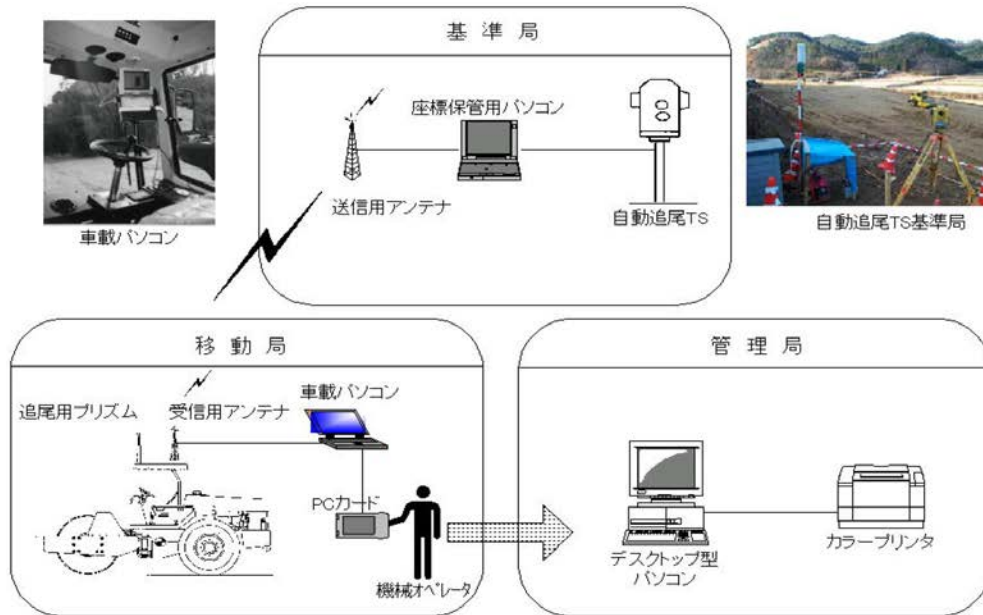 基準局
座標保管用パソコン
送信用アンテナ
自動追尾TS
車載パソコン
自動追尾TS基準局
移動局
追尾用プリズム
受信用アンテナ
車載パソコン
PCカード
機械オペレータ
管理局
デスクトップ型
パソコン
カラープリンタ